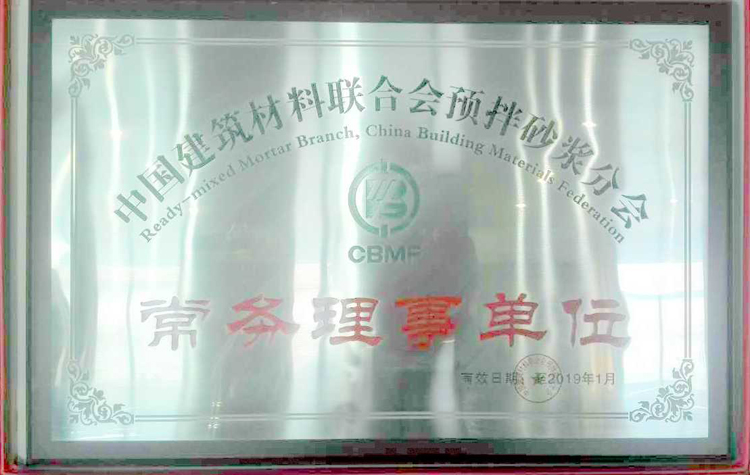 中国建筑材料联合会预拌砂浆分会
Ready-mixed Mortar Branch, China Building Materials Federation
CBMF
常务理事单位
有效日期：至2019年1月